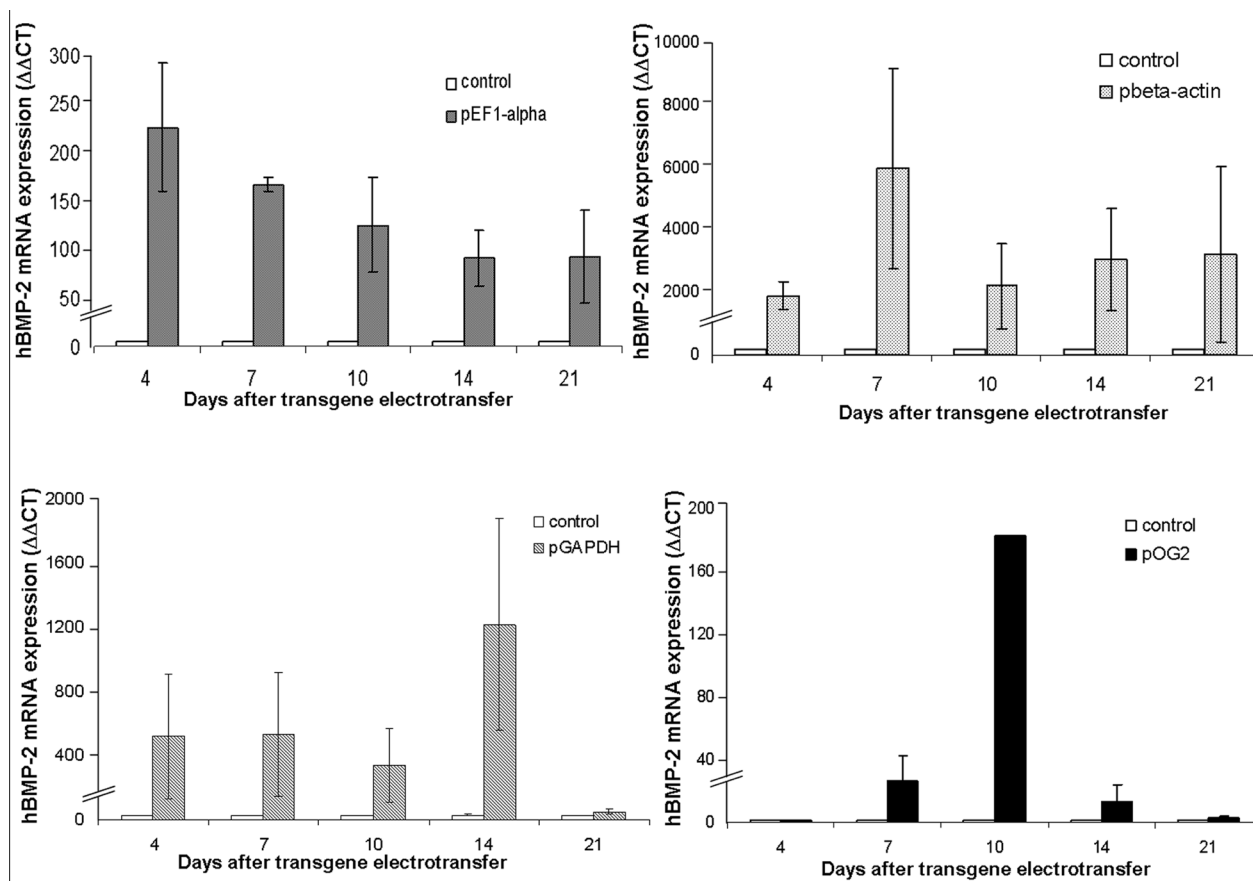 hBMP-2 mRNA expression (ΔΔCT)
300
250
200
150
100
50
0
control
pEF1-alpha
4 7 10 14 21
Days after transgene electrotransfer
hBMP-2 mRNA expression (ΔΔCT)
10000
8000
6000
4000
2000
0
control
pbeta-actin
4 7 10 14 21
Days after transgene electrotransfer
hBMP-2 mRNA expression (ΔΔCT)
2000
1600
1200
800
400
0
control
pGAPDH
4 7 10 14 21
Days after transgene electrotransfer
hBMP-2 mRNA expression (ΔΔCT)
200
160
120
80
40
0
control
pOG2
4 7 10 14 21
Days after transgene electrotransfer